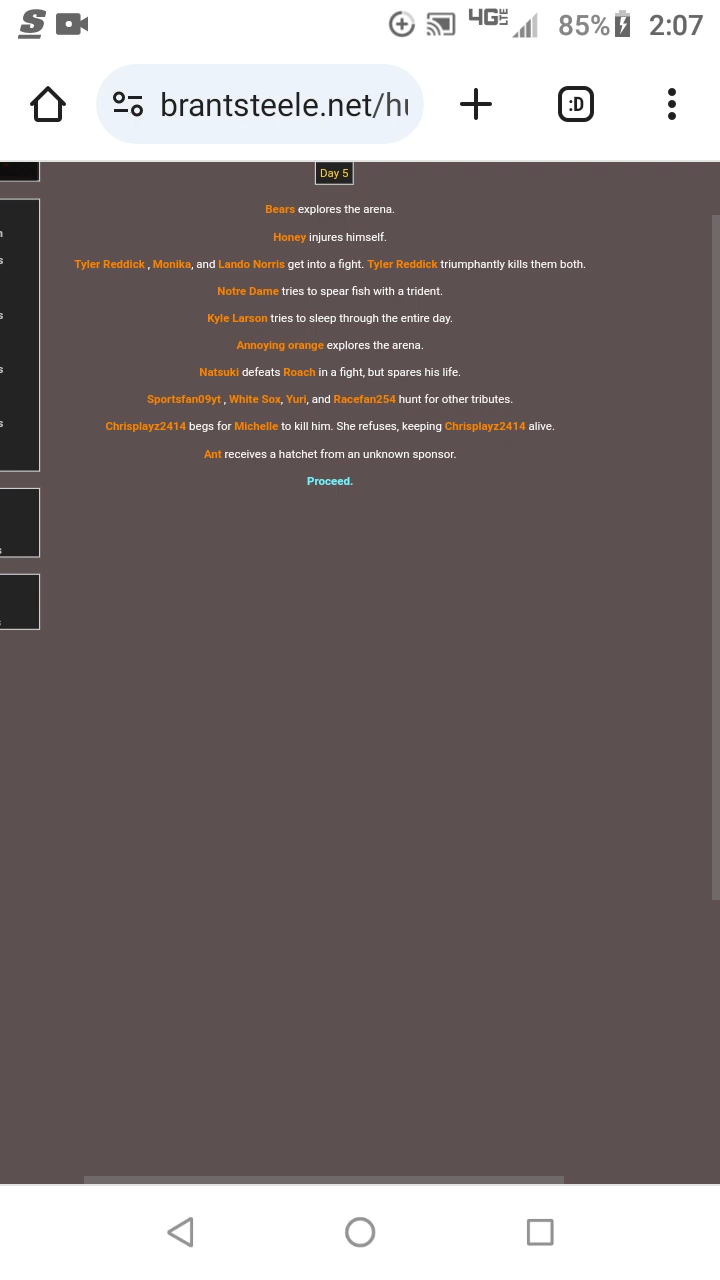 4G LTE 85% 2:07
brantsteele.net/hu
:D
Day 5
Bears explores the arena.
Honey injures himself.
Tyler Reddick , Monika, and Lando Norris get into a fight. Tyler Reddick triumphantly kills them both.
Notre Dame tries to spear fish with a trident.
Kyle Larson tries to sleep through the entire day.
Annoying orange explores the arena.
Natsuki defeats Roach in a fight, but spares his life.
Sportsfan09yt , White Sox, Yuri, and Racefan254 hunt for other tributes.
Chrisplayz2414 begs for Michelle to kill him. She refuses, keeping Chrisplayz2414 alive.
Ant receives a hatchet from an unknown sponsor.
Proceed.